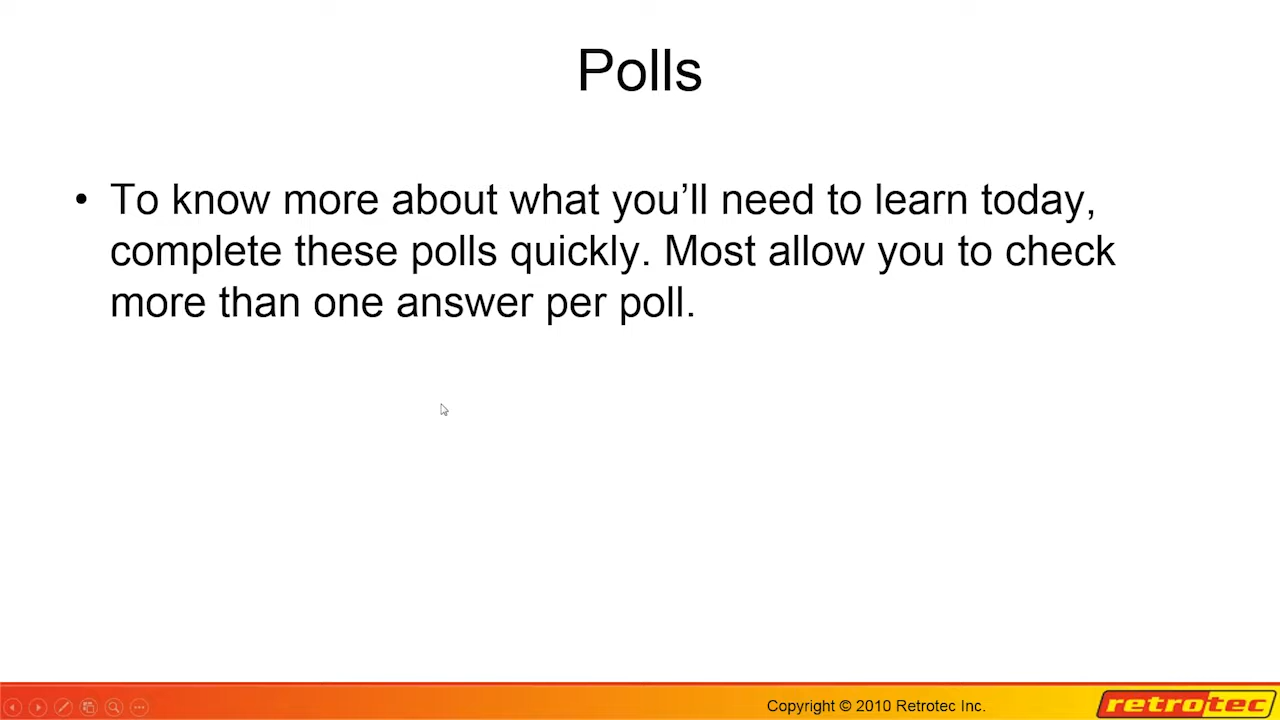 Polls
• To know more about what you’ll need to learn today,
complete these polls quickly. Most allow you to check
more than one answer per poll.
Copyright © 2010 Retrotec Inc.
retrotec